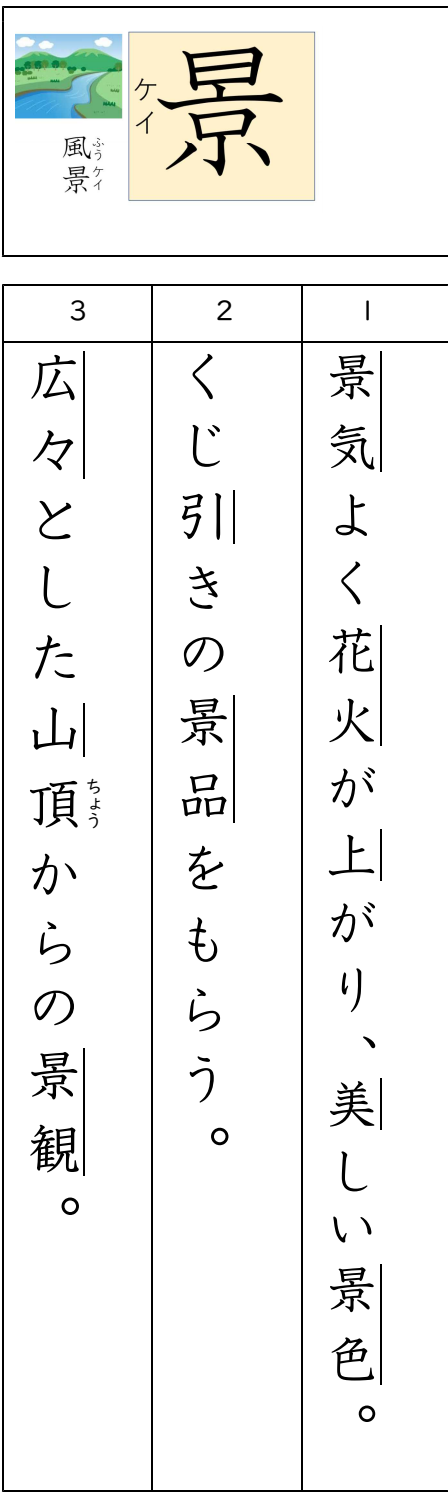 景
ケイ
風景
ふうケイ
1
景気よく花火が上がり、美しい景色。
2
くじ引きの景品をもらう。
3
広々とした山頂からの景観。
ちょう